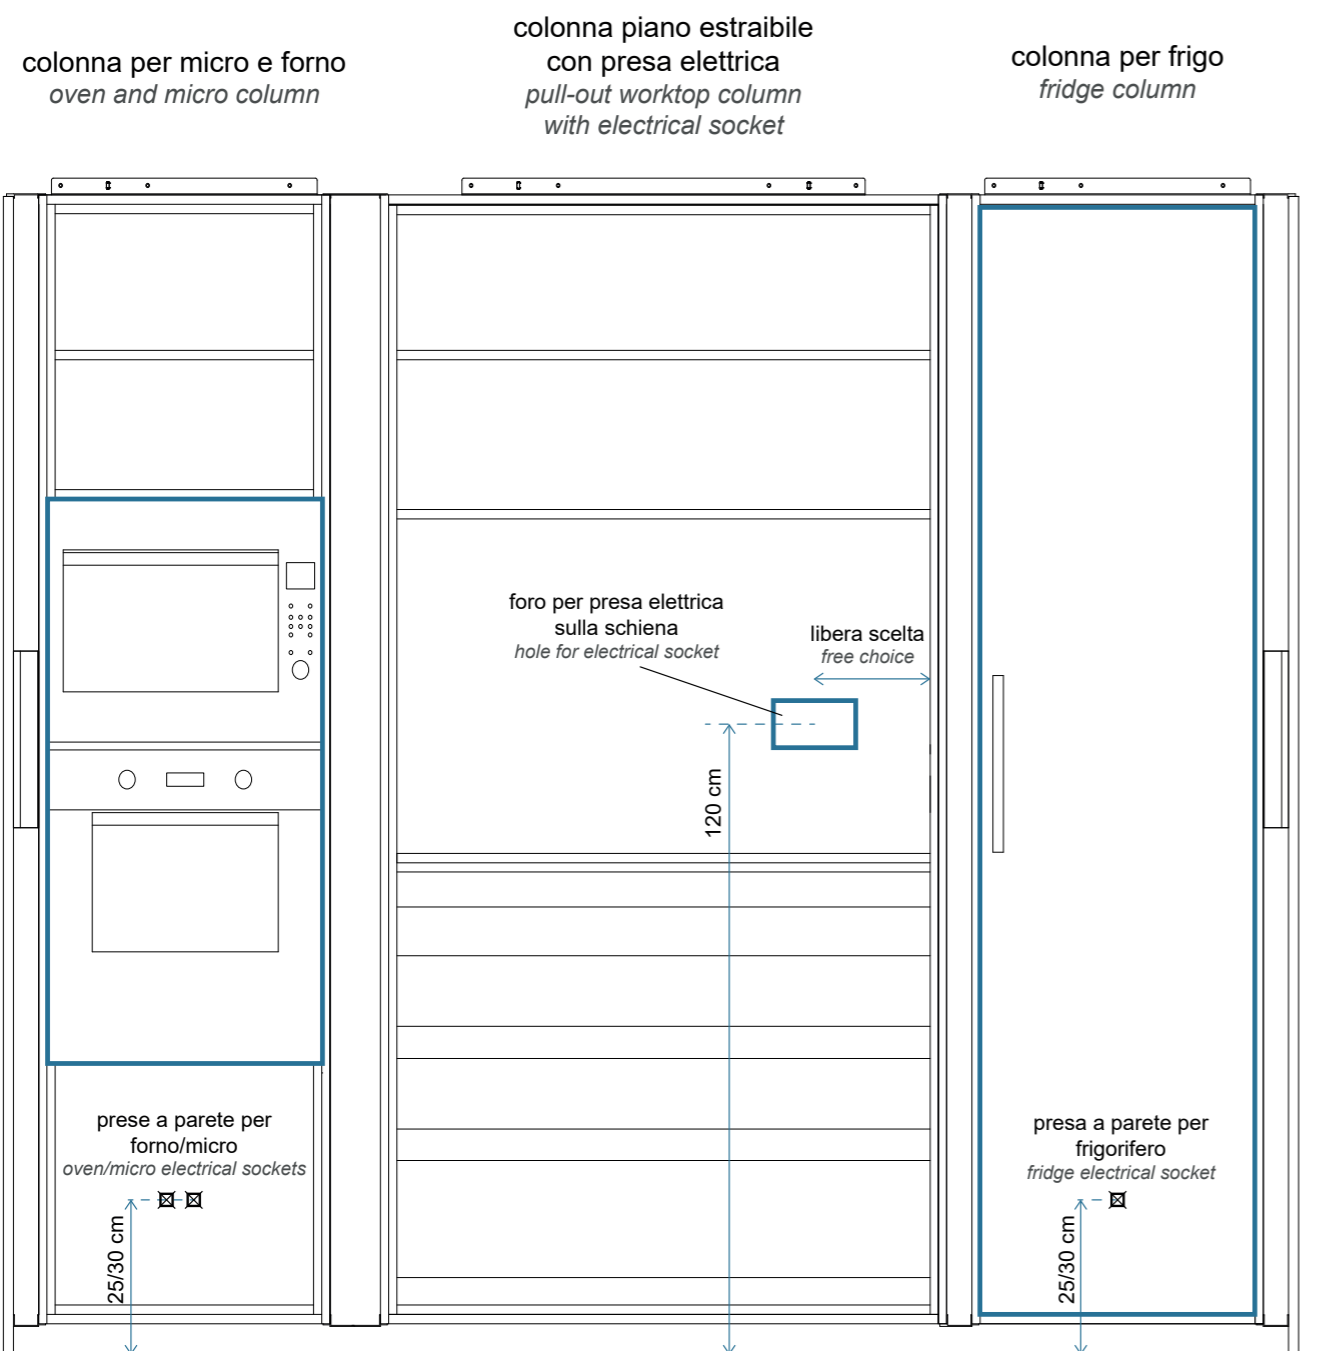 colonna per micro e forno
oven and micro column
colonna piano estraibile
con presa elettrica
pull-out worktop column
with electrical socket
colonna per frigo
fridge column
foro per presa elettrica
sulla schiena
hole for electrical socket
libera scelta
free choice
120 cm
prese a parete per
forno/micro
oven/micro electrical sockets
25/30 cm
presa a parete per
frigorifero
fridge electrical socket
25/30 cm